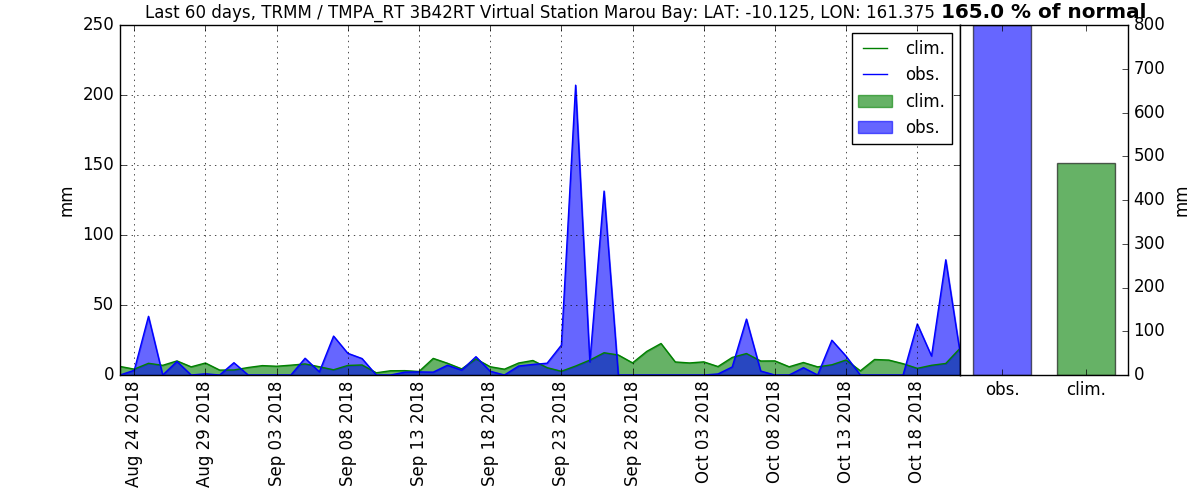 Last 60 days, TRMM / TMPA_RT 3B42RT Virtual Station Marou Bay: LAT: -10.125, LON: 161.375 165.0 % of normal
250
200
150
100
50
0
mm
clim.
obs.
clim.
obs.
800
700
600
500
400
300
200
100
0
mm
Aug 24 2018
Aug 29 2018
Sep 03 2018
Sep 08 2018
Sep 13 2018
Sep 18 2018
Sep 23 2018
Sep 28 2018
Oct 03 2018
Oct 08 2018
Oct 13 2018
Oct 18 2018
obs.
clim.